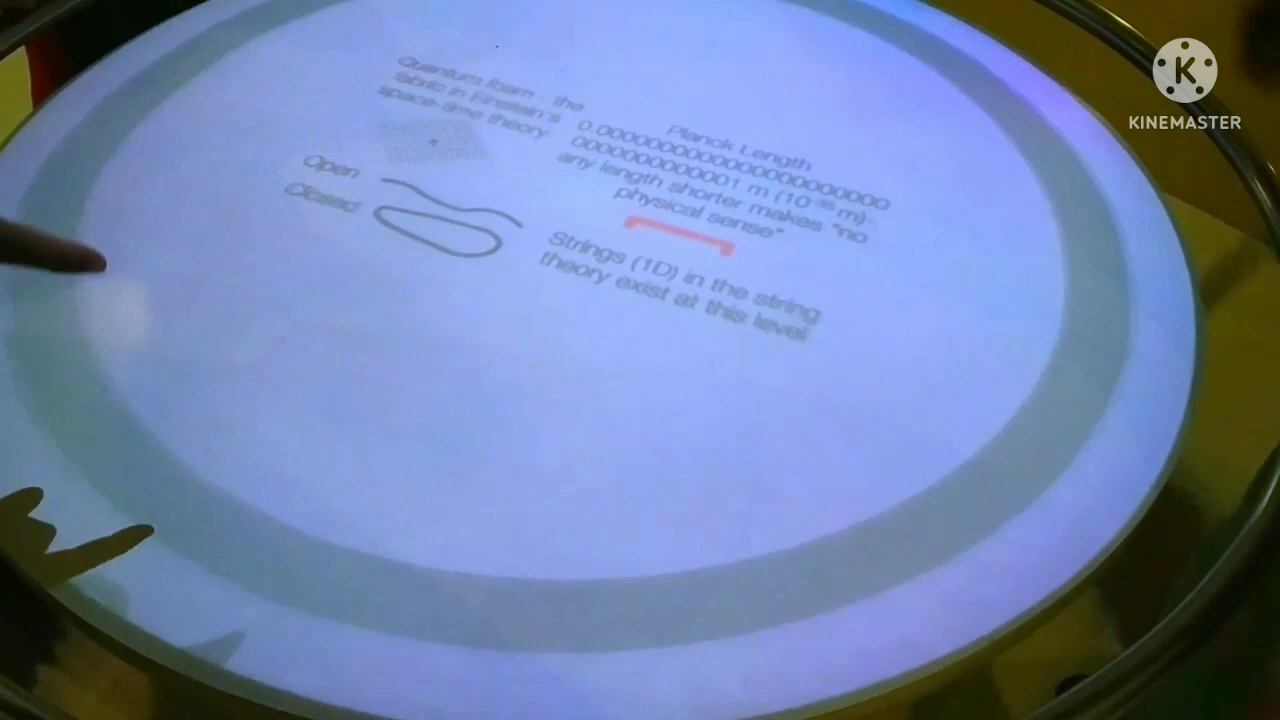 Quantum foam - the
fabric in Einstein's
space-time theory
Planck Length
0.0000000000000000000000
000000000001 m (10⁻³⁵ m)-
any length shorter makes "no
physical sense"
Open
Closed
Strings (1D) in the string
theory exist at this level
K
KINEMASTER